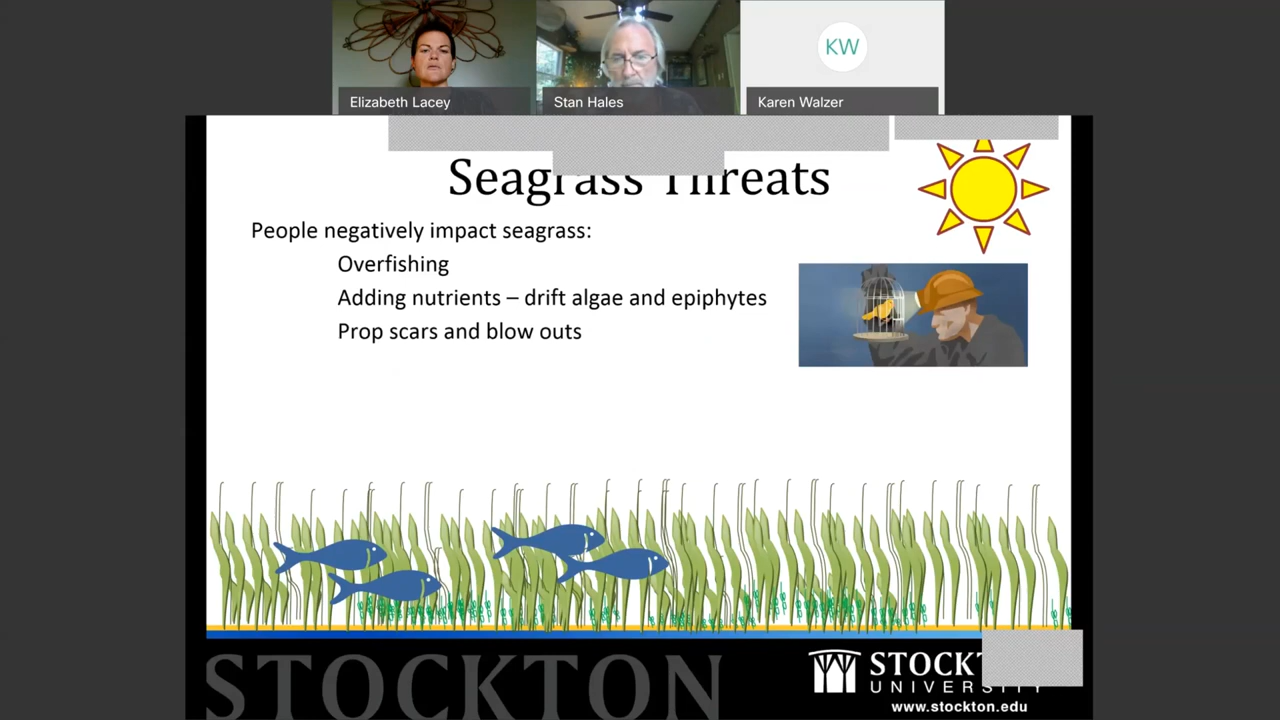 KW
Elizabeth Lacey
Stan Hales
Karen Walzer
Seagrass Threats
People negatively impact seagrass:
Overfishing
Adding nutrients – drift algae and epiphytes
Prop scars and blow outs
STOCKTON
STOCKT
UNIVERSITY
www.stockton.edu